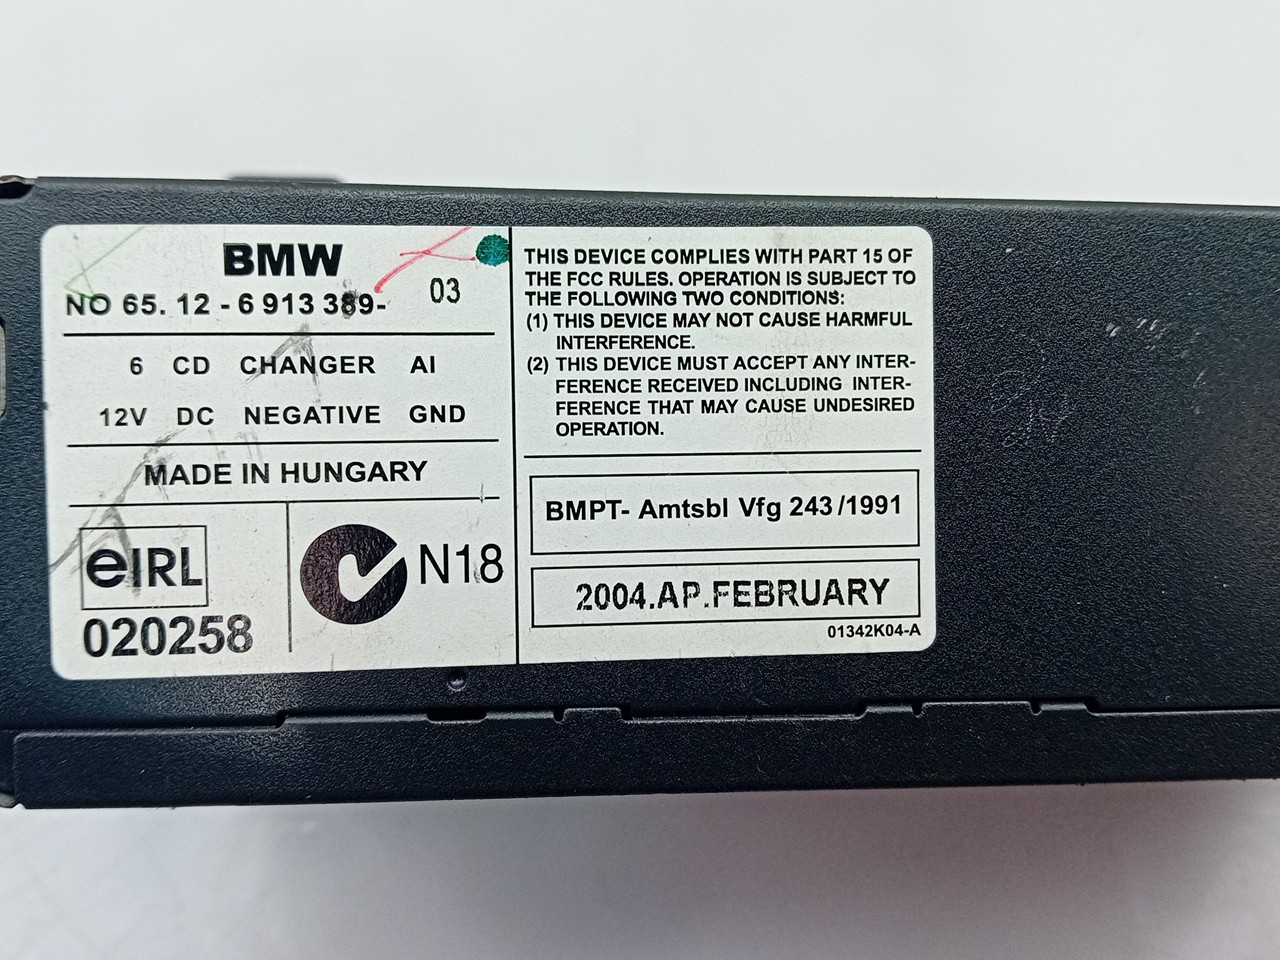 BMW
NO 65. 12 - 6 913 389- 03
6 CD CHANGER AI
12V DC NEGATIVE GND
MADE IN HUNGARY
eIRL
020258
N18
THIS DEVICE COMPLIES WITH PART 15 OF
THE FCC RULES. OPERATION IS SUBJECT TO
THE FOLLOWING TWO CONDITIONS:
(1) THIS DEVICE MAY NOT CAUSE HARMFUL
INTERFERENCE.
(2) THIS DEVICE MUST ACCEPT ANY INTER-
FERENCE RECEIVED INCLUDING INTER-
FERENCE THAT MAY CAUSE UNDESIRED
OPERATION.
BMPT- Amtsbl Vfg 243/1991
2004.AP.FEBRUARY
01342K04-A